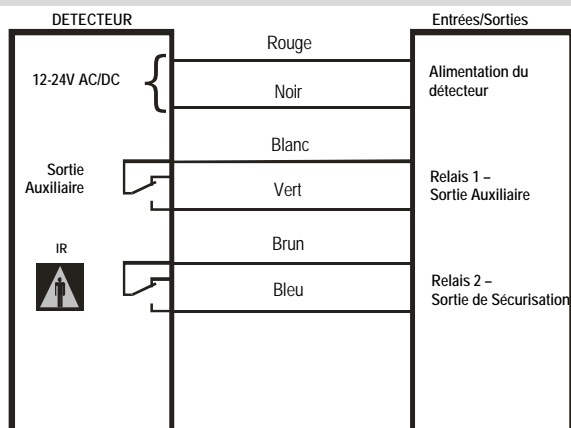 DETECTEUR
Entrées/Sorties
Rouge
12-24V AC/DC
Alimentation du
détecteur
Noir
Blanc
Sortie
Auxiliaire
Vert
Relais 1 –
Sortie Auxiliaire
IR
Brun
Bleu
Relais 2 –
Sortie de Sécurisation